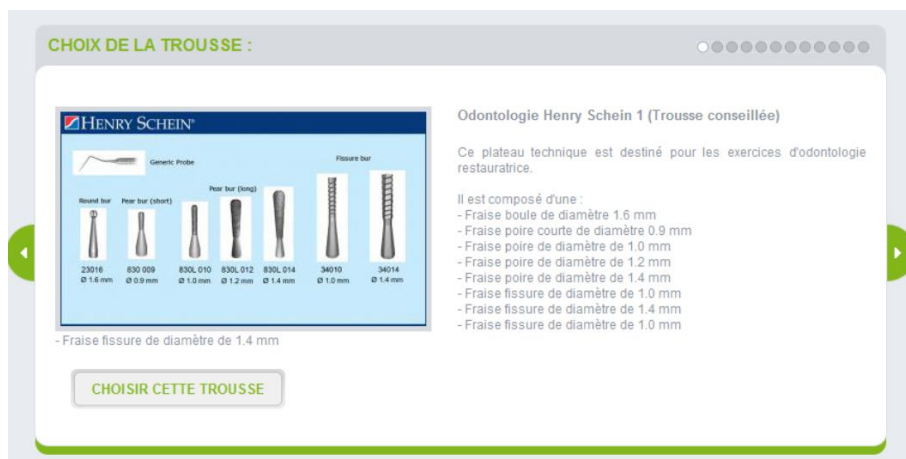 CHOIX DE LA TROUSSE :
HENRY SCHEIN®
Generic Probe
Fissure bur
Pear bur (long)
Round bur Pear bur (short)
23016 830 009 830L 010 830L 012 830L 014 34010 34014
Ø 1.6 mm Ø 0.9 mm Ø 1.0 mm Ø 1.2 mm Ø 1.4 mm Ø 1.0 mm Ø 1.4 mm
- Fraise fissure de diamètre de 1.4 mm
CHOISIR CETTE TROUSSE
Odontologie Henry Schein 1 (Trousse conseillée)
Ce plateau technique est destiné pour les exercices d'odontologie
restauratrice.
Il est composé d'une :
- Fraise boule de diamètre 1.6 mm
- Fraise poire courte de diamètre 0.9 mm
- Fraise poire de diamètre de 1.0 mm
- Fraise poire de diamètre de 1.2 mm
- Fraise poire de diamètre de 1.4 mm
- Fraise fissure de diamètre de 1.0 mm
- Fraise fissure de diamètre de 1.4 mm
- Fraise fissure de diamètre de 1.0 mm